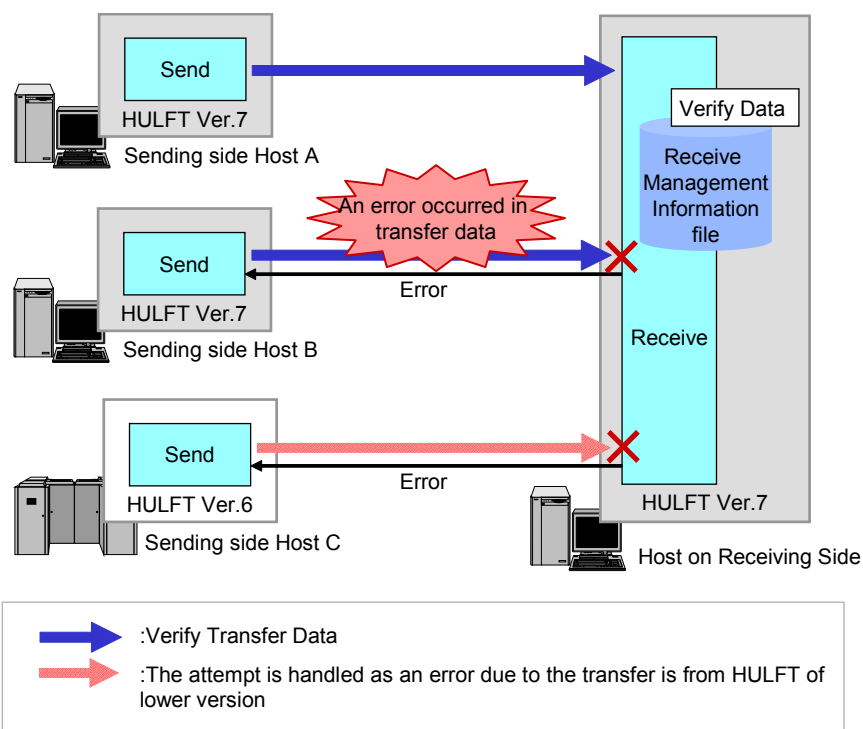 Send
HULFT Ver.7
Sending side Host A
Verify Data
Receive
Management
Information
file
An error occurred in
transfer data
Send
HULFT Ver.7
Error
Sending side Host B
Receive
Send
HULFT Ver.6
Error
Sending side Host C
HULFT Ver.7
Host on Receiving Side
:Verify Transfer Data
:The attempt is handled as an error due to the transfer is from HULFT of
lower version